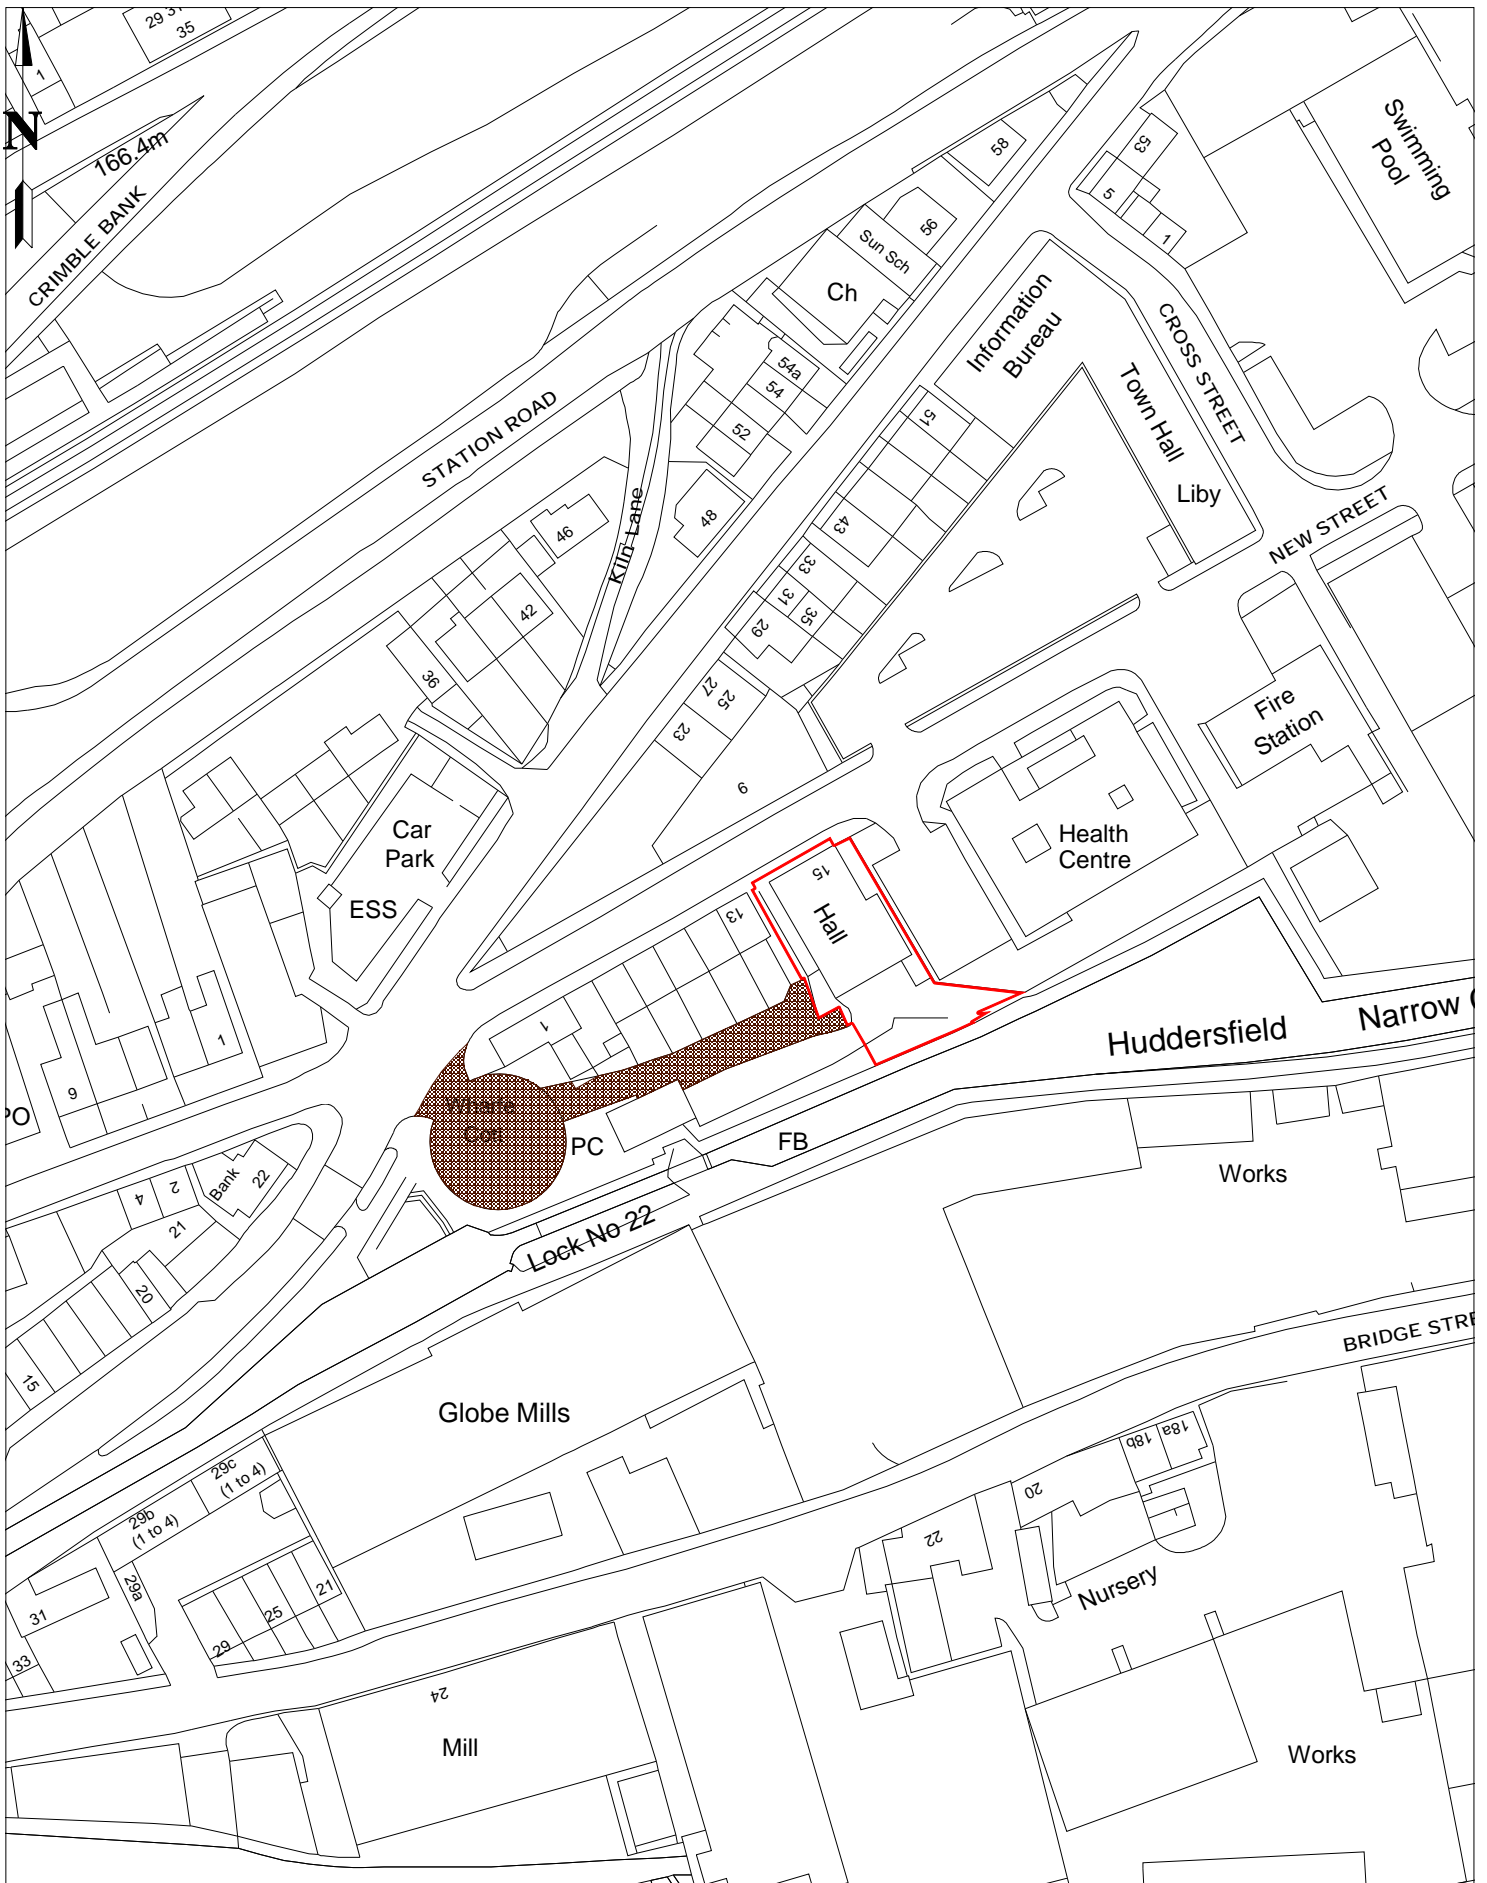 29 31
35
1
N
166.4m
CRIMBLE BANK
58
53
5
1
Swimming
Pool
56
Sun Sch
Ch
Information
Bureau
CROSS STREET
Town Hall
Liby
54a
54
52
51
STATION ROAD
48
46
Kiln Lane
43
NEW STREET
33
31
35
29
42
36
27
25
23
9
Fire
Station
Car
Park
ESS
Health
Centre
15
Hall
13
1
1
9
PO
Wharfe
Cott
PC
FB
Huddersfield
Narrow
Works
Bank
22
4
2
21
20
15
Lock No 22
BRIDGE STRE
Globe Mills
29c
(1 to 4)
29b
(1 to 4)
29a
31
33
29
25
21
18b
18a
20
22
Nursery
24
Mill
Works